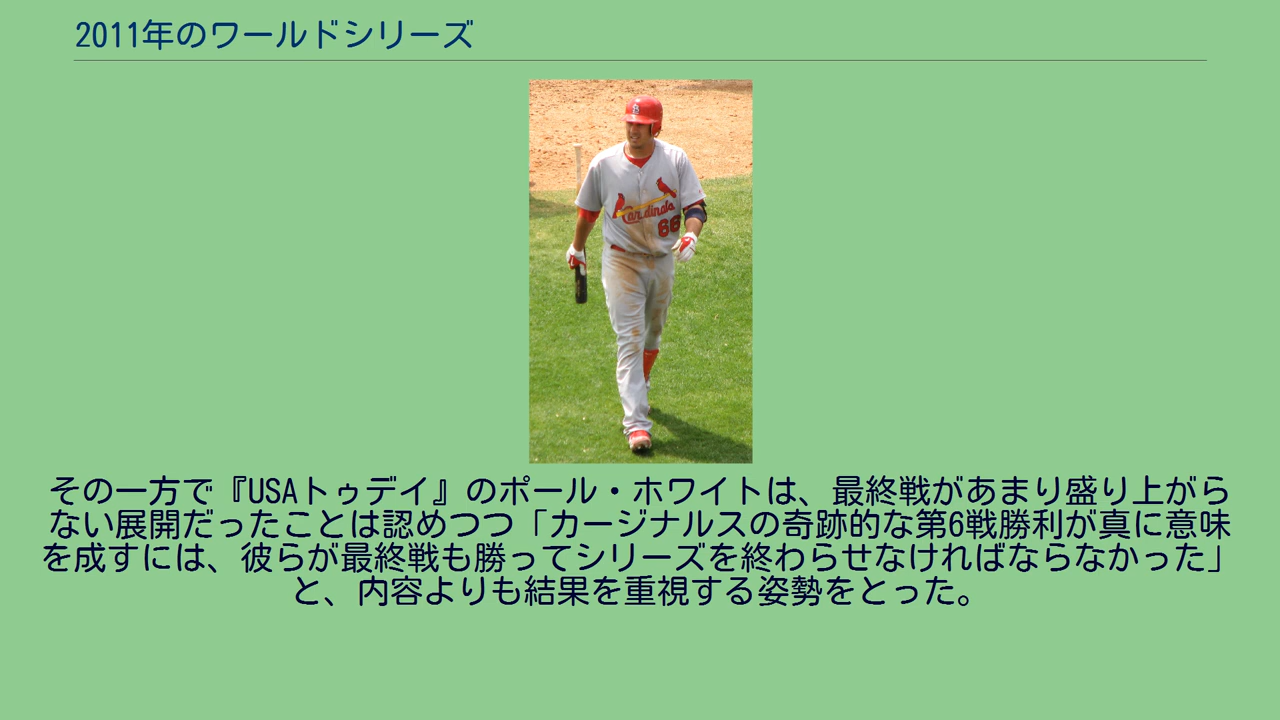 2011年のワールドシリーズ
Cardinals
66
その一方で『USAトゥデイ』のポール・ホワイトは、最終戦があまり盛り上がら
ない展開だったことは認めつつ「カージナルスの奇跡的な第6戦勝利が真に意味
を成すには、彼らが最終戦も勝ってシリーズを終わらせなければならなかった」
と、内容よりも結果を重視する姿勢をとった。